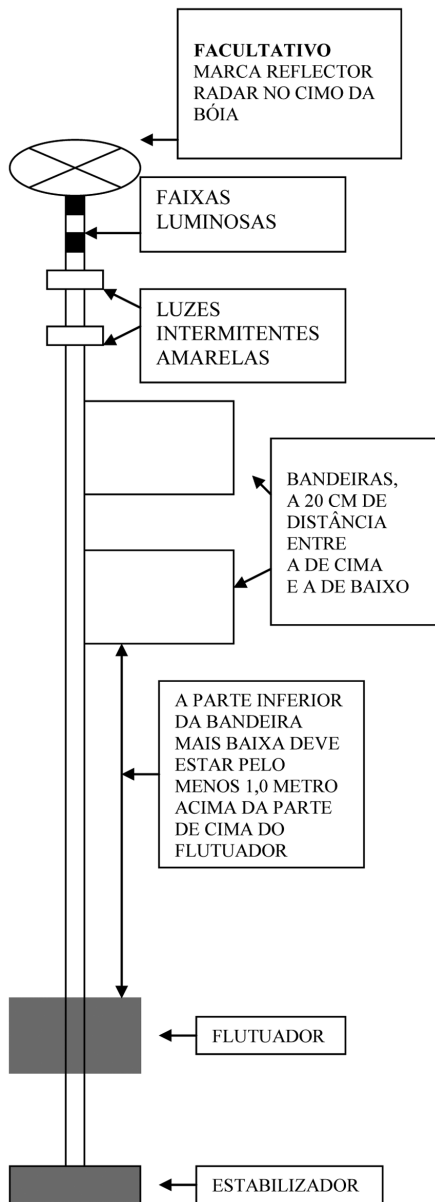 FACULTATIVO
MARCA REFLECTOR
RADAR NO CIMO DA
BÓIA
FAIXAS
LUMINOSAS
LUZES
INTERMITENTES
AMARELAS
BANDEIRAS,
A 20 CM DE
DISTÂNCIA
ENTRE
A DE CIMA
E A DE BAIXO
A PARTE INFERIOR
DA BANDEIRA
MAIS BAIXA DEVE
ESTAR PELO
MENOS 1,0 METRO
ACIMA DA PARTE
DE CIMA DO
FLUTUADOR
FLUTUADOR
ESTABILIZADOR